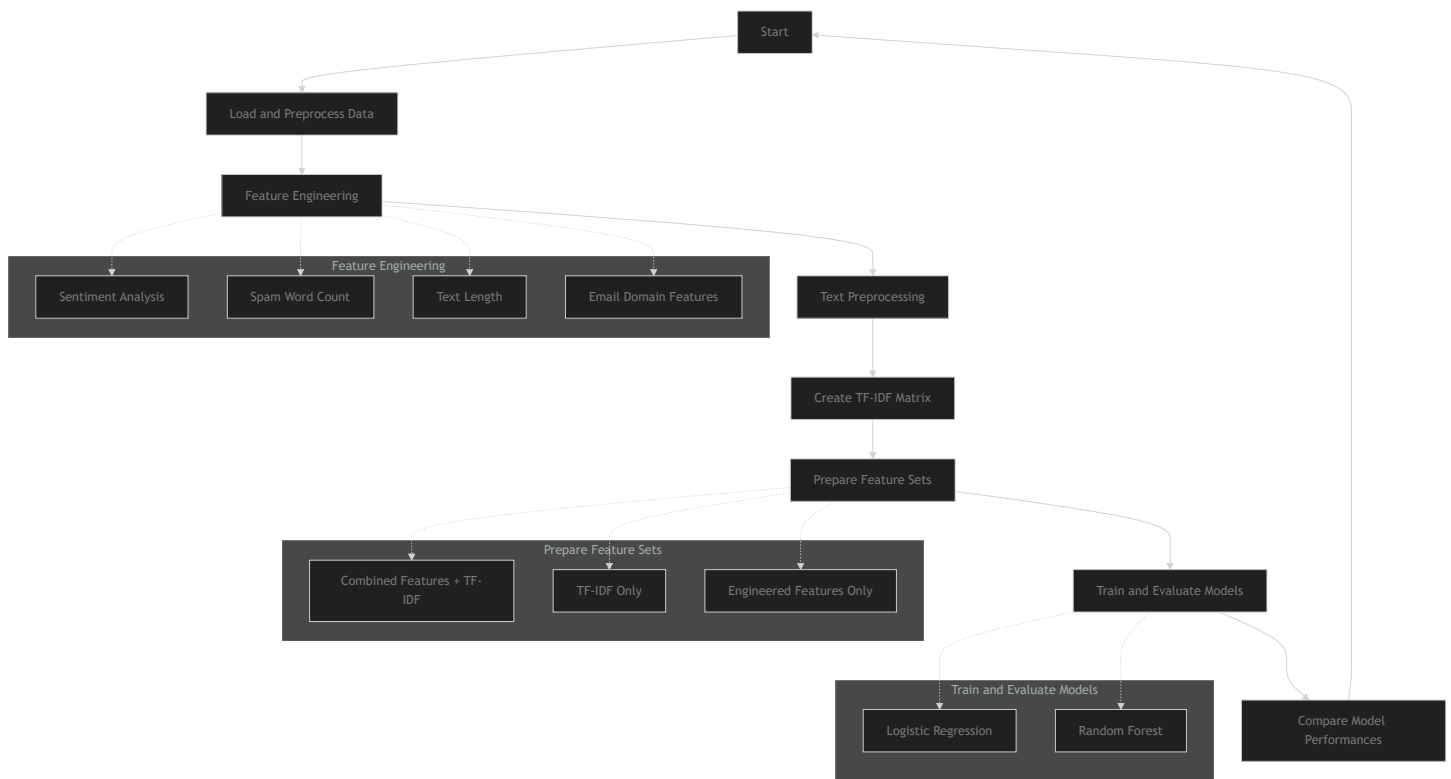 Start
Load and Preprocess Data
Feature Engineering
Feature Engineering
Sentiment Analysis
Spam Word Count
Text Length
Email Domain Features
Text Preprocessing
Create TF-IDF Matrix
Prepare Feature Sets
Prepare Feature Sets
Combined Features + TF-
IDF
TF-IDF Only
Engineered Features Only
Train and Evaluate Models
Train and Evaluate Models
Logistic Regression
Random Forest
Compare Model
Performances